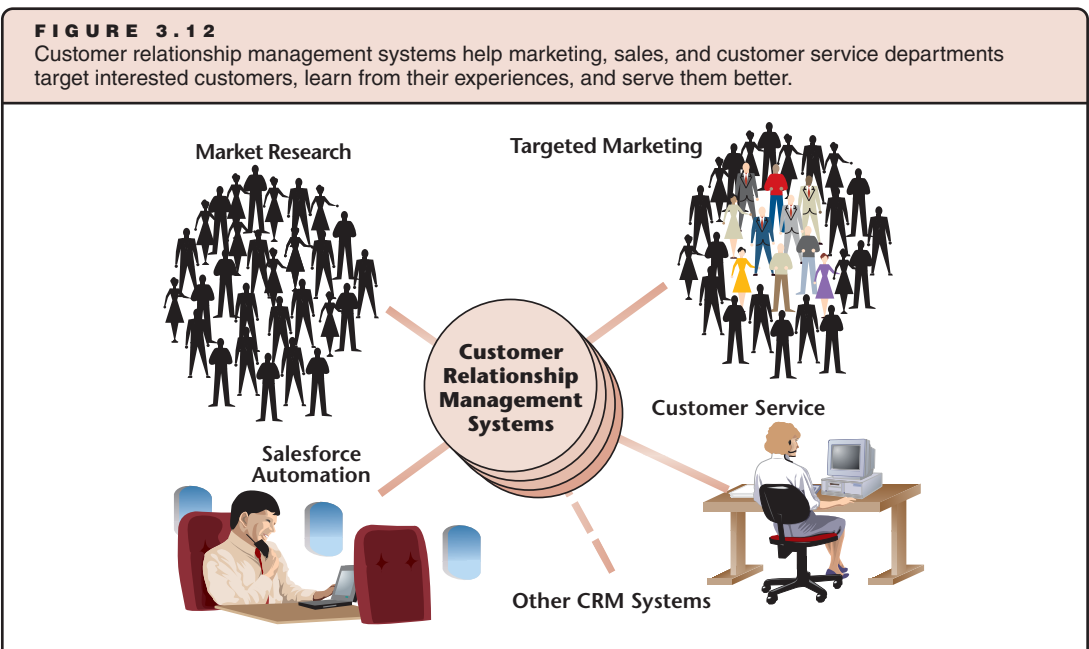 FIGURE 3.12
Customer relationship management systems help marketing, sales, and customer service departments
target interested customers, learn from their experiences, and serve them better.
Market Research
Targeted Marketing
Customer
Relationship
Management
Systems
Customer Service
Salesforce
Automation
Other CRM Systems